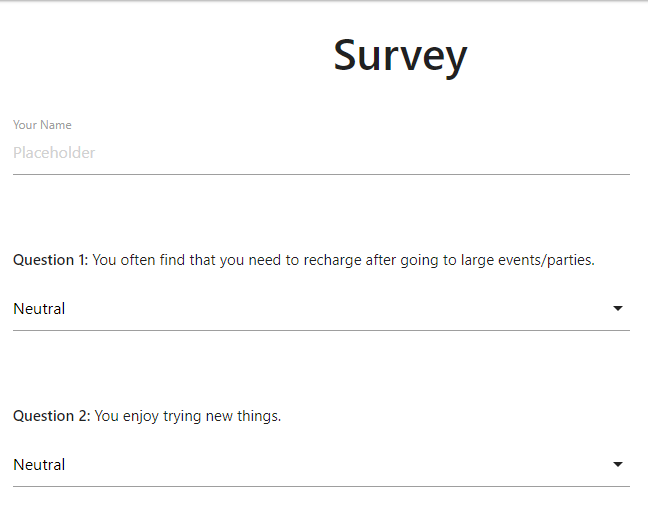 Survey
Your Name
Placeholder
Question 1: You often find that you need to recharge after going to large events/parties.
Neutral
Question 2: You enjoy trying new things.
Neutral